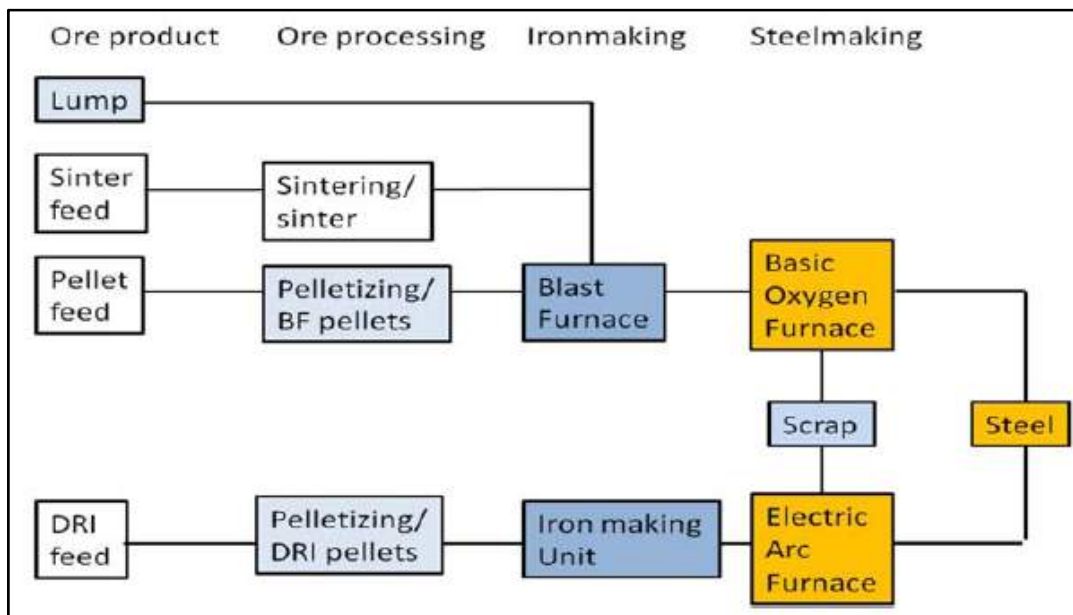 Ore product
Ore processing
Ironmaking
Steelmaking
Lump
Sinter
feed
Sintering/
sinter
Pellet
feed
Pelletizing/
BF pellets
Blast
Furnace
Basic
Oxygen
Furnace
Scrap
Steel
DRI
feed
Pelletizing/
DRI pellets
Iron making
Unit
Electric
Arc
Furnace